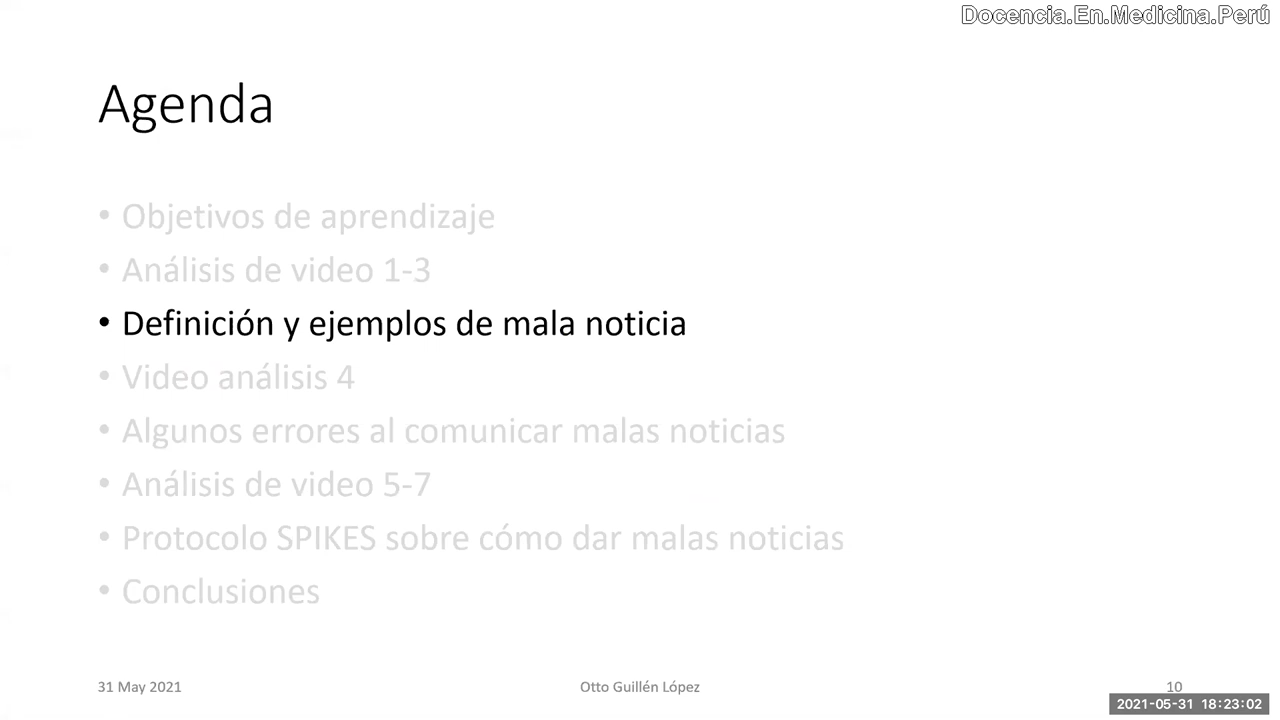 Docencia.En.Medicina.Perú
Agenda
• Objetivos de aprendizaje
• Análisis de video 1-3
• Definición y ejemplos de mala noticia
• Video análisis 4
• Algunos errores al comunicar malas noticias
• Análisis de video 5-7
• Protocolo SPIKES sobre cómo dar malas noticias
• Conclusiones
31 May 2021
Otto Guillén López
10
2021-05-31 18:23:02